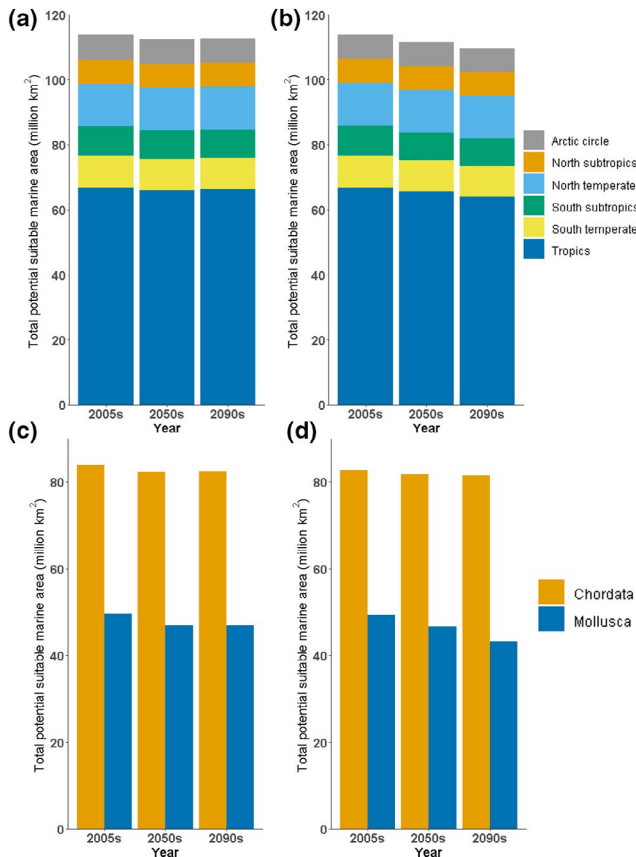 (a)
Total potential suitable marine area (million km²)
120
100
80
60
40
20
0
2005s 2050s 2090s
Year
(b)
Total potential suitable marine area (million km²)
120
100
80
60
40
20
0
2005s 2050s 2090s
Year
Arctic circle
North subtropics
North temperate
South subtropics
South temperate
Tropics
(c)
Total potential suitable marine area (million km²)
80
60
40
20
0
2005s 2050s 2090s
Year
(d)
Total potential suitable marine area (million km²)
80
60
40
20
0
2005s 2050s 2090s
Year
Chordata
Mollusca